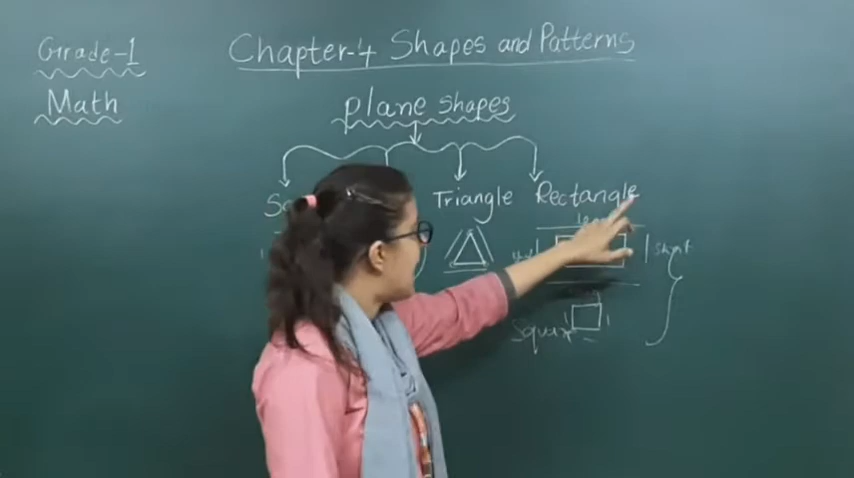 Grade-1
Chapter-4 Shapes and Patterns
Math
plane shapes
Triangle
Rectangle